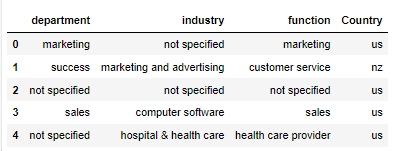 department industry function Country
0 marketing not specified marketing us
1 success marketing and advertising customer service nz
2 not specified not specified not specified us
3 sales computer software sales us
4 not specified hospital & health care health care provider us